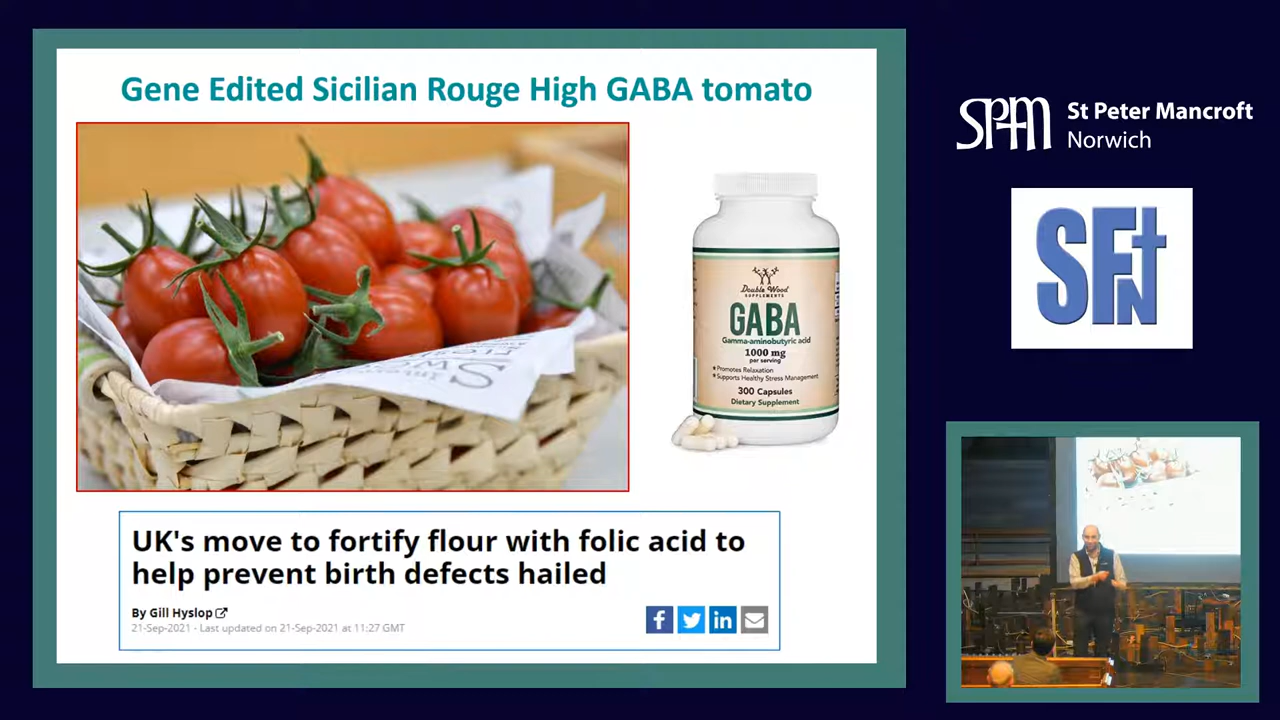 Gene Edited Sicilian Rouge High GABA tomato
Double Wood
SUPPLEMENTS
GABA
Gamma-aminobutyric acid
1000 mg
per serving
Promotes Relaxation
Supports Healthy Stress Management
300 Capsules
Dietary Supplement
UK's move to fortify flour with folic acid to
help prevent birth defects hailed
By Gill Hyslop
21-Sep-2021 - Last updated on 21-Sep-2021 at 11:27 GMT
f
in
SPM
St Peter Mancroft
Norwich
SFN